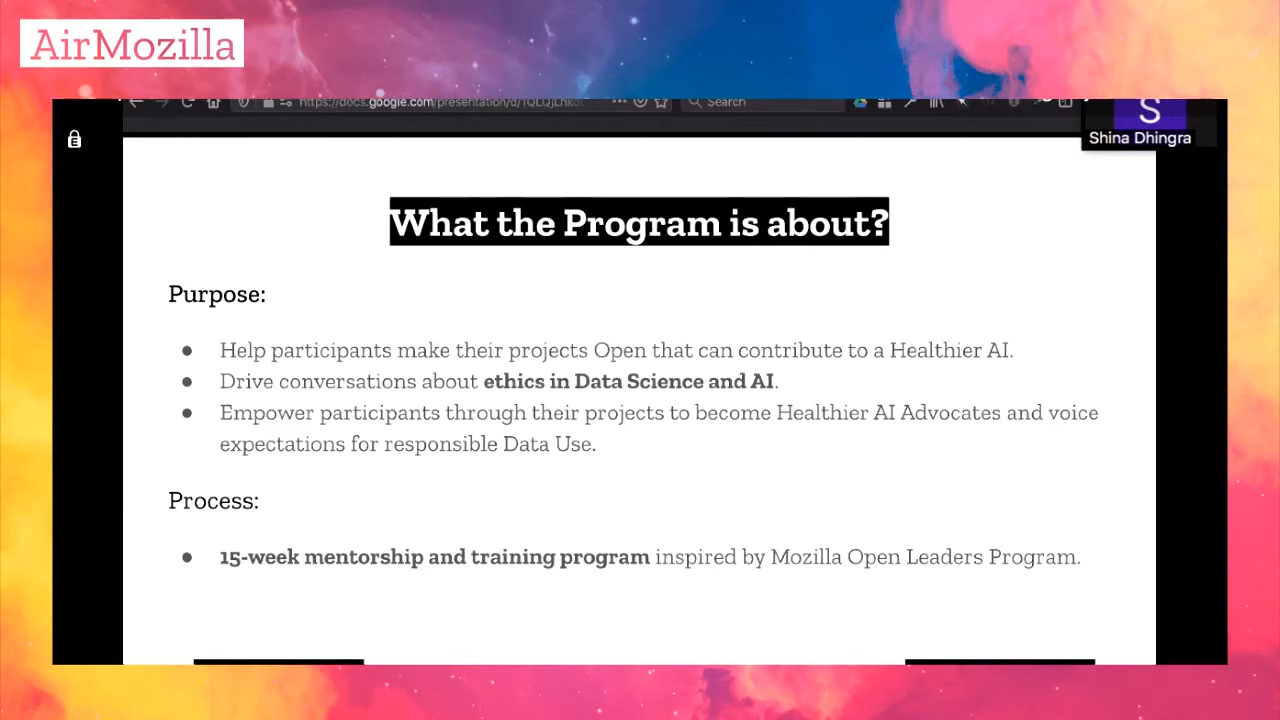 AirMozilla
Search
S
Shina Dhingra
What the Program is about?
Purpose:
● Help participants make their projects Open that can contribute to a Healthier AI.
● Drive conversations about ethics in Data Science and AI.
● Empower participants through their projects to become Healthier AI Advocates and voice
expectations for responsible Data Use.
Process:
● 15-week mentorship and training program inspired by Mozilla Open Leaders Program.